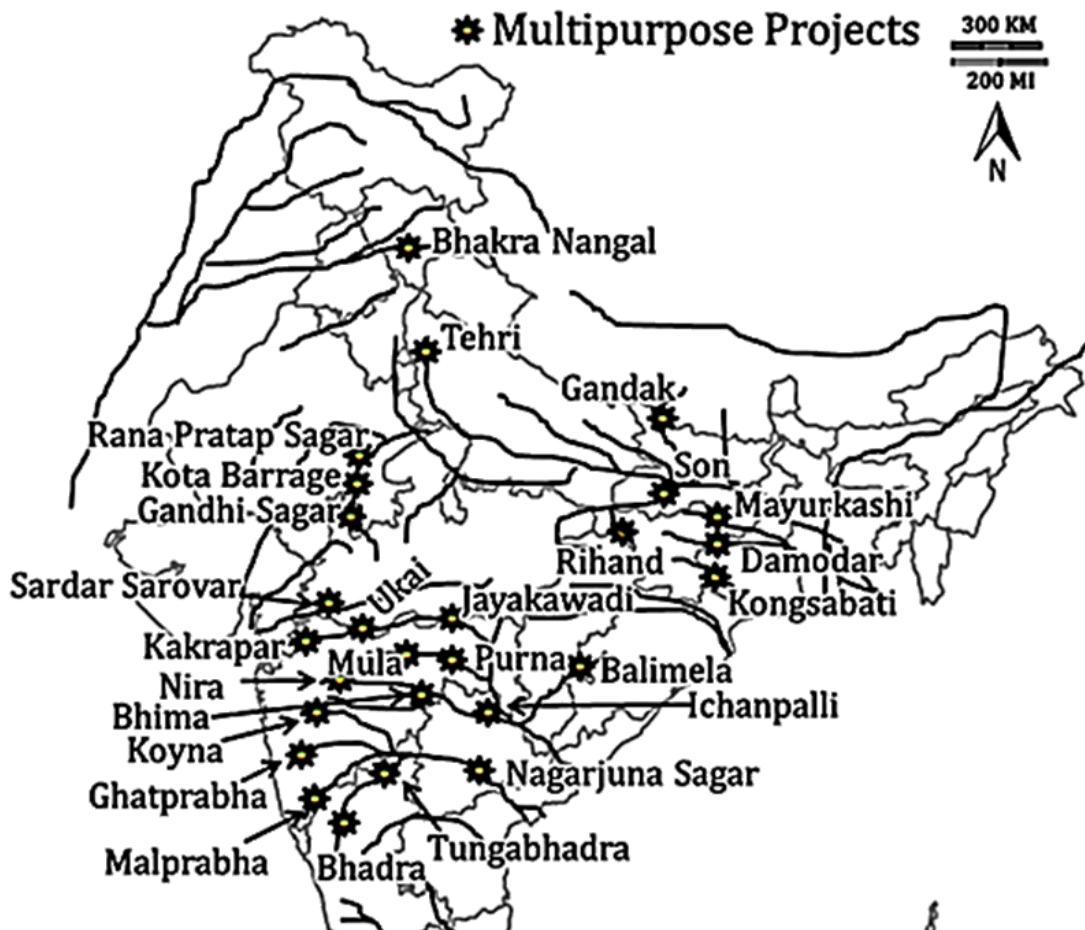 Multipurpose Projects
300 KM
200 MI
N
Bhakra Nangal
Tehri
Gandak
Rana Pratap Sagar
Son
Kota Barrage
Mayurkashi
Gandhi Sagar
Rihand
Damodar
Sardar Sarovar
Ukai
Jayakawadi
Kongsabati
Kakrapar
Mula
Purna
Balimela
Nira
Ichanpalli
Bhima
Koyna
Nagarjuna Sagar
Ghatprabha
Tungabhadra
Malprabha
Bhadra